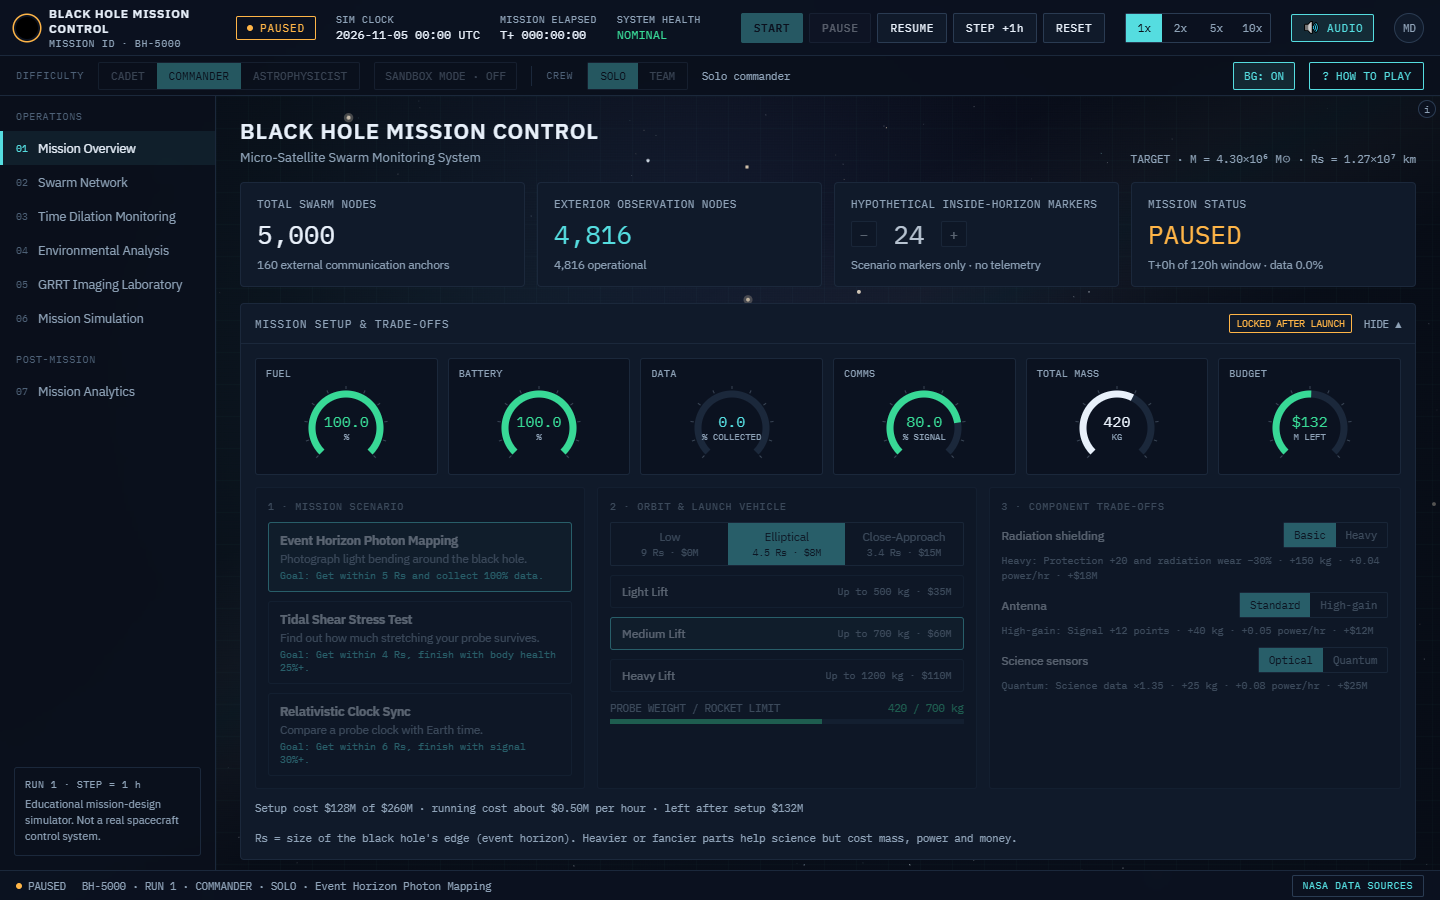 BLACK HOLE MISSION CONTROL
MISSION ID · BH-5000
PAUSED
SIM CLOCK
2026-11-05 00:00 UTC
MISSION ELAPSED
T+ 000:00:00
SYSTEM HEALTH
NOMINAL
START
PAUSE
RESUME
STEP +1h
RESET
1x 2x 5x 10x
AUDIO
MD
DIFFICULTY
CADET COMMANDER ASTROPHYSICIST
SANDBOX MODE · OFF
CREW
SOLO TEAM
Solo commander
BG: ON
? HOW TO PLAY
OPERATIONS
01 Mission Overview
02 Swarm Network
03 Time Dilation Monitoring
04 Environmental Analysis
05 GRRT Imaging Laboratory
06 Mission Simulation
POST-MISSION
07 Mission Analytics
RUN 1 · STEP = 1 h
Educational mission-design
simulator. Not a real spacecraft
control system.
i
BLACK HOLE MISSION CONTROL
Micro-Satellite Swarm Monitoring System
TARGET · M = 4.30×10⁶ M☉ · Rs = 1.27×10⁷ km
TOTAL SWARM NODES
5,000
160 external communication anchors
EXTERIOR OBSERVATION NODES
4,816
4,816 operational
HYPOTHETICAL INSIDE-HORIZON MARKERS
− 24 +
Scenario markers only · no telemetry
MISSION STATUS
PAUSED
T+0h of 120h window · data 0.0%
MISSION SETUP & TRADE-OFFS
LOCKED AFTER LAUNCH
HIDE ▲
FUEL
100.0
%
BATTERY
100.0
%
DATA
0.0
% COLLECTED
COMMS
80.0
% SIGNAL
TOTAL MASS
420
KG
BUDGET
$132
M LEFT
1 · MISSION SCENARIO
Event Horizon Photon Mapping
Photograph light bending around the black hole.
Goal: Get within 5 Rs and collect 100% data.
Tidal Shear Stress Test
Find out how much stretching your probe survives.
Goal: Get within 4 Rs, finish with body health
25%+.
Relativistic Clock Sync
Compare a probe clock with Earth time.
Goal: Get within 6 Rs, finish with signal
30%+.
2 · ORBIT & LAUNCH VEHICLE
Low
9 Rs · $0M
Elliptical
4.5 Rs · $8M
Close-Approach
3.4 Rs · $15M
Light Lift Up to 500 kg · $35M
Medium Lift Up to 700 kg · $60M
Heavy Lift Up to 1200 kg · $110M
PROBE WEIGHT / ROCKET LIMIT 420 / 700 kg
3 · COMPONENT TRADE-OFFS
Radiation shielding Basic Heavy
Heavy: Protection +20 and radiation wear −30% · +150 kg · +0.04
power/hr · +$18M
Antenna Standard High-gain
High-gain: Signal +12 points · +40 kg · +0.05 power/hr · +$12M
Science sensors Optical Quantum
Quantum: Science data ×1.35 · +25 kg · +0.08 power/hr · +$25M
Setup cost $128M of $260M · running cost about $0.50M per hour · left after setup $132M
Rs = size of the black hole's edge (event horizon). Heavier or fancier parts help science but cost mass, power and money.
PAUSED BH-5000 · RUN 1 · COMMANDER · SOLO · Event Horizon Photon Mapping
NASA DATA SOURCES